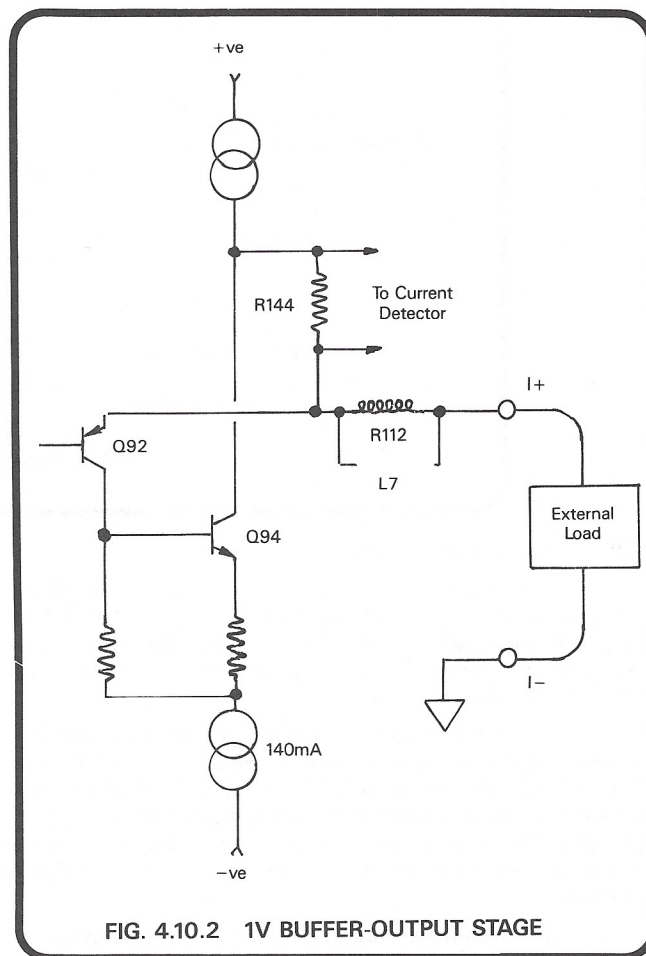 +ve
R144
To Current
Detector
I+
R112
Q92
L7
External
Load
Q94
I−
140mA
−ve
FIG. 4.10.2 1V BUFFER-OUTPUT STAGE